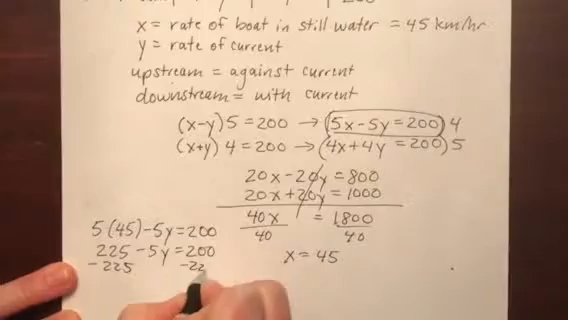 x = rate of boat in still water = 45 km/hr
y = rate of current
upstream = against current
downstream = with current
(x-y)5 = 200 → (5x-5y = 200)4
(x+y)4 = 200 → (4x+4y = 200)5
20x - 20y = 800
20x + 20y = 1000
40x = 1800
40 40
x = 45
5(45) - 5y = 200
225 - 5y = 200
-225 -22